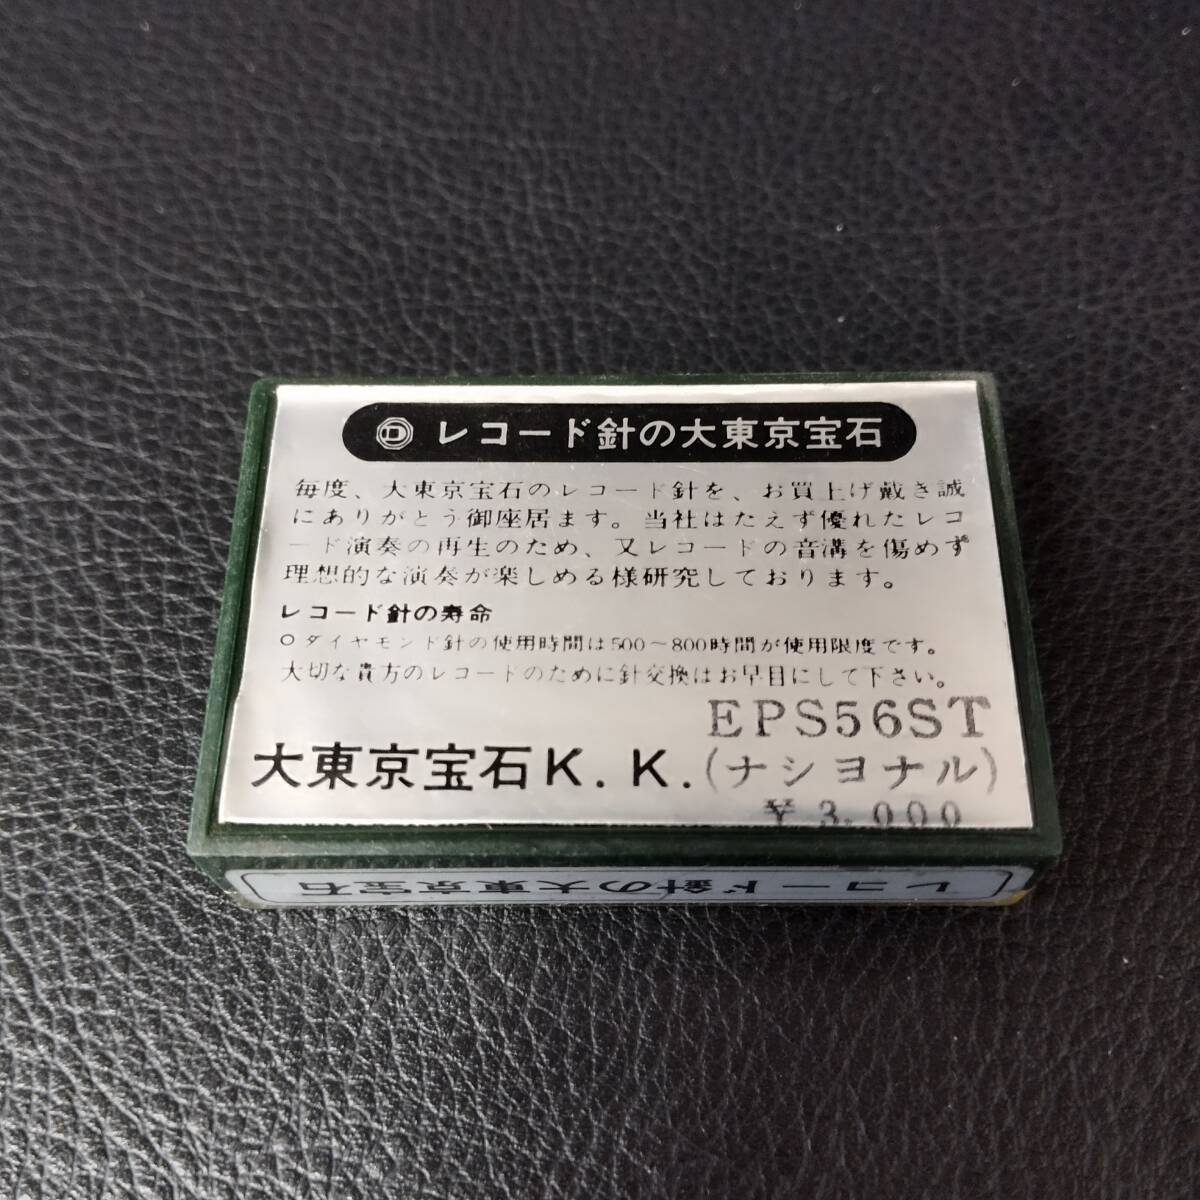 D レコード針の大東京宝石
毎度、大東京宝石のレコード針を、お買上げ戴き誠
にありがとう御座居ます。当社はたえず優れたレコ
ード演奏の再生のため、又レコードの音溝を傷めず
理想的な演奏が楽しめる様研究しております。
レコード針の寿命
○ダイヤモンド針の使用時間は500～800時間が使用限度です。
大切な貴方のレコードのために針交換はお早目にして下さい。
EPS56ST
大東京宝石K.K.(ナショナル)
¥3,000
レコード針の大東京宝石